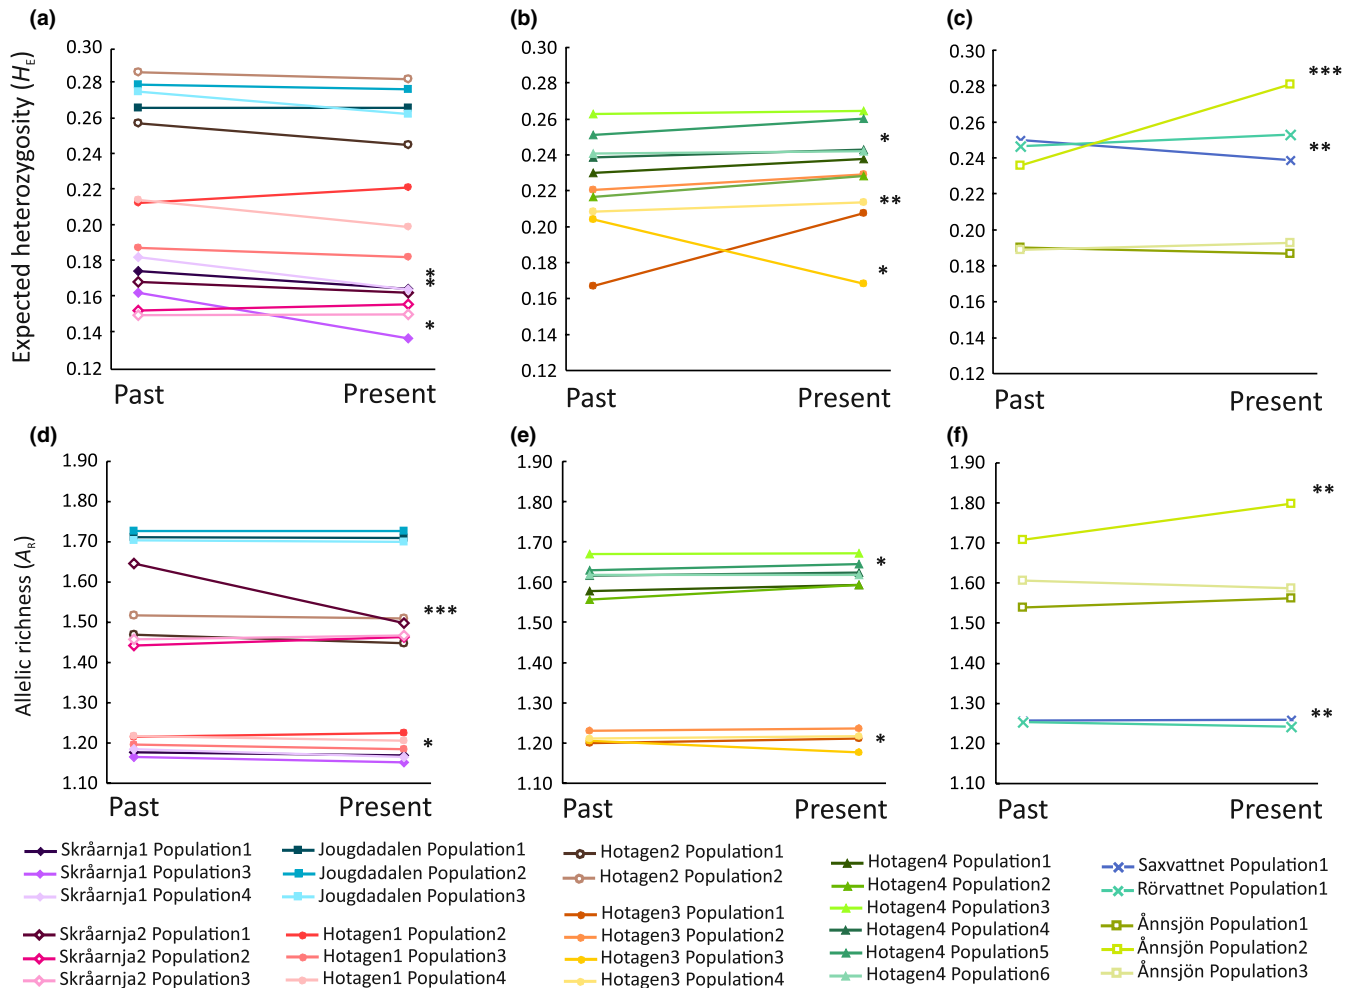 (a)
(b)
(c)
Expected heterozygosity (HE)
0.30
0.28
0.26
0.24
0.22
0.20
0.18
0.16
0.14
0.12
*
*
*
Past
Present
0.30
0.28
0.26
0.24
0.22
0.20
0.18
0.16
0.14
0.12
*
**
*
Past
Present
0.30
0.28
0.26
0.24
0.22
0.20
0.18
0.16
0.14
0.12
***
**
Past
Present
(d)
(e)
(f)
Allelic richness (AR)
1.90
1.80
1.70
1.60
1.50
1.40
1.30
1.20
1.10
***
*
Past
Present
1.90
1.80
1.70
1.60
1.50
1.40
1.30
1.20
1.10
*
*
Past
Present
1.90
1.80
1.70
1.60
1.50
1.40
1.30
1.20
1.10
**
**
Past
Present
Skråarnja1 Population1
Skråarnja1 Population3
Skråarnja1 Population4
Skråarnja2 Population1
Skråarnja2 Population2
Skråarnja2 Population3
Jougdadalen Population1
Jougdadalen Population2
Jougdadalen Population3
Hotagen1 Population2
Hotagen1 Population3
Hotagen1 Population4
Hotagen2 Population1
Hotagen2 Population2
Hotagen3 Population1
Hotagen3 Population2
Hotagen3 Population3
Hotagen3 Population4
Hotagen4 Population1
Hotagen4 Population2
Hotagen4 Population3
Hotagen4 Population4
Hotagen4 Population5
Hotagen4 Population6
Saxvattnet Population1
Rörvattnet Population1
Ånnsjön Population1
Ånnsjön Population2
Ånnsjön Population3